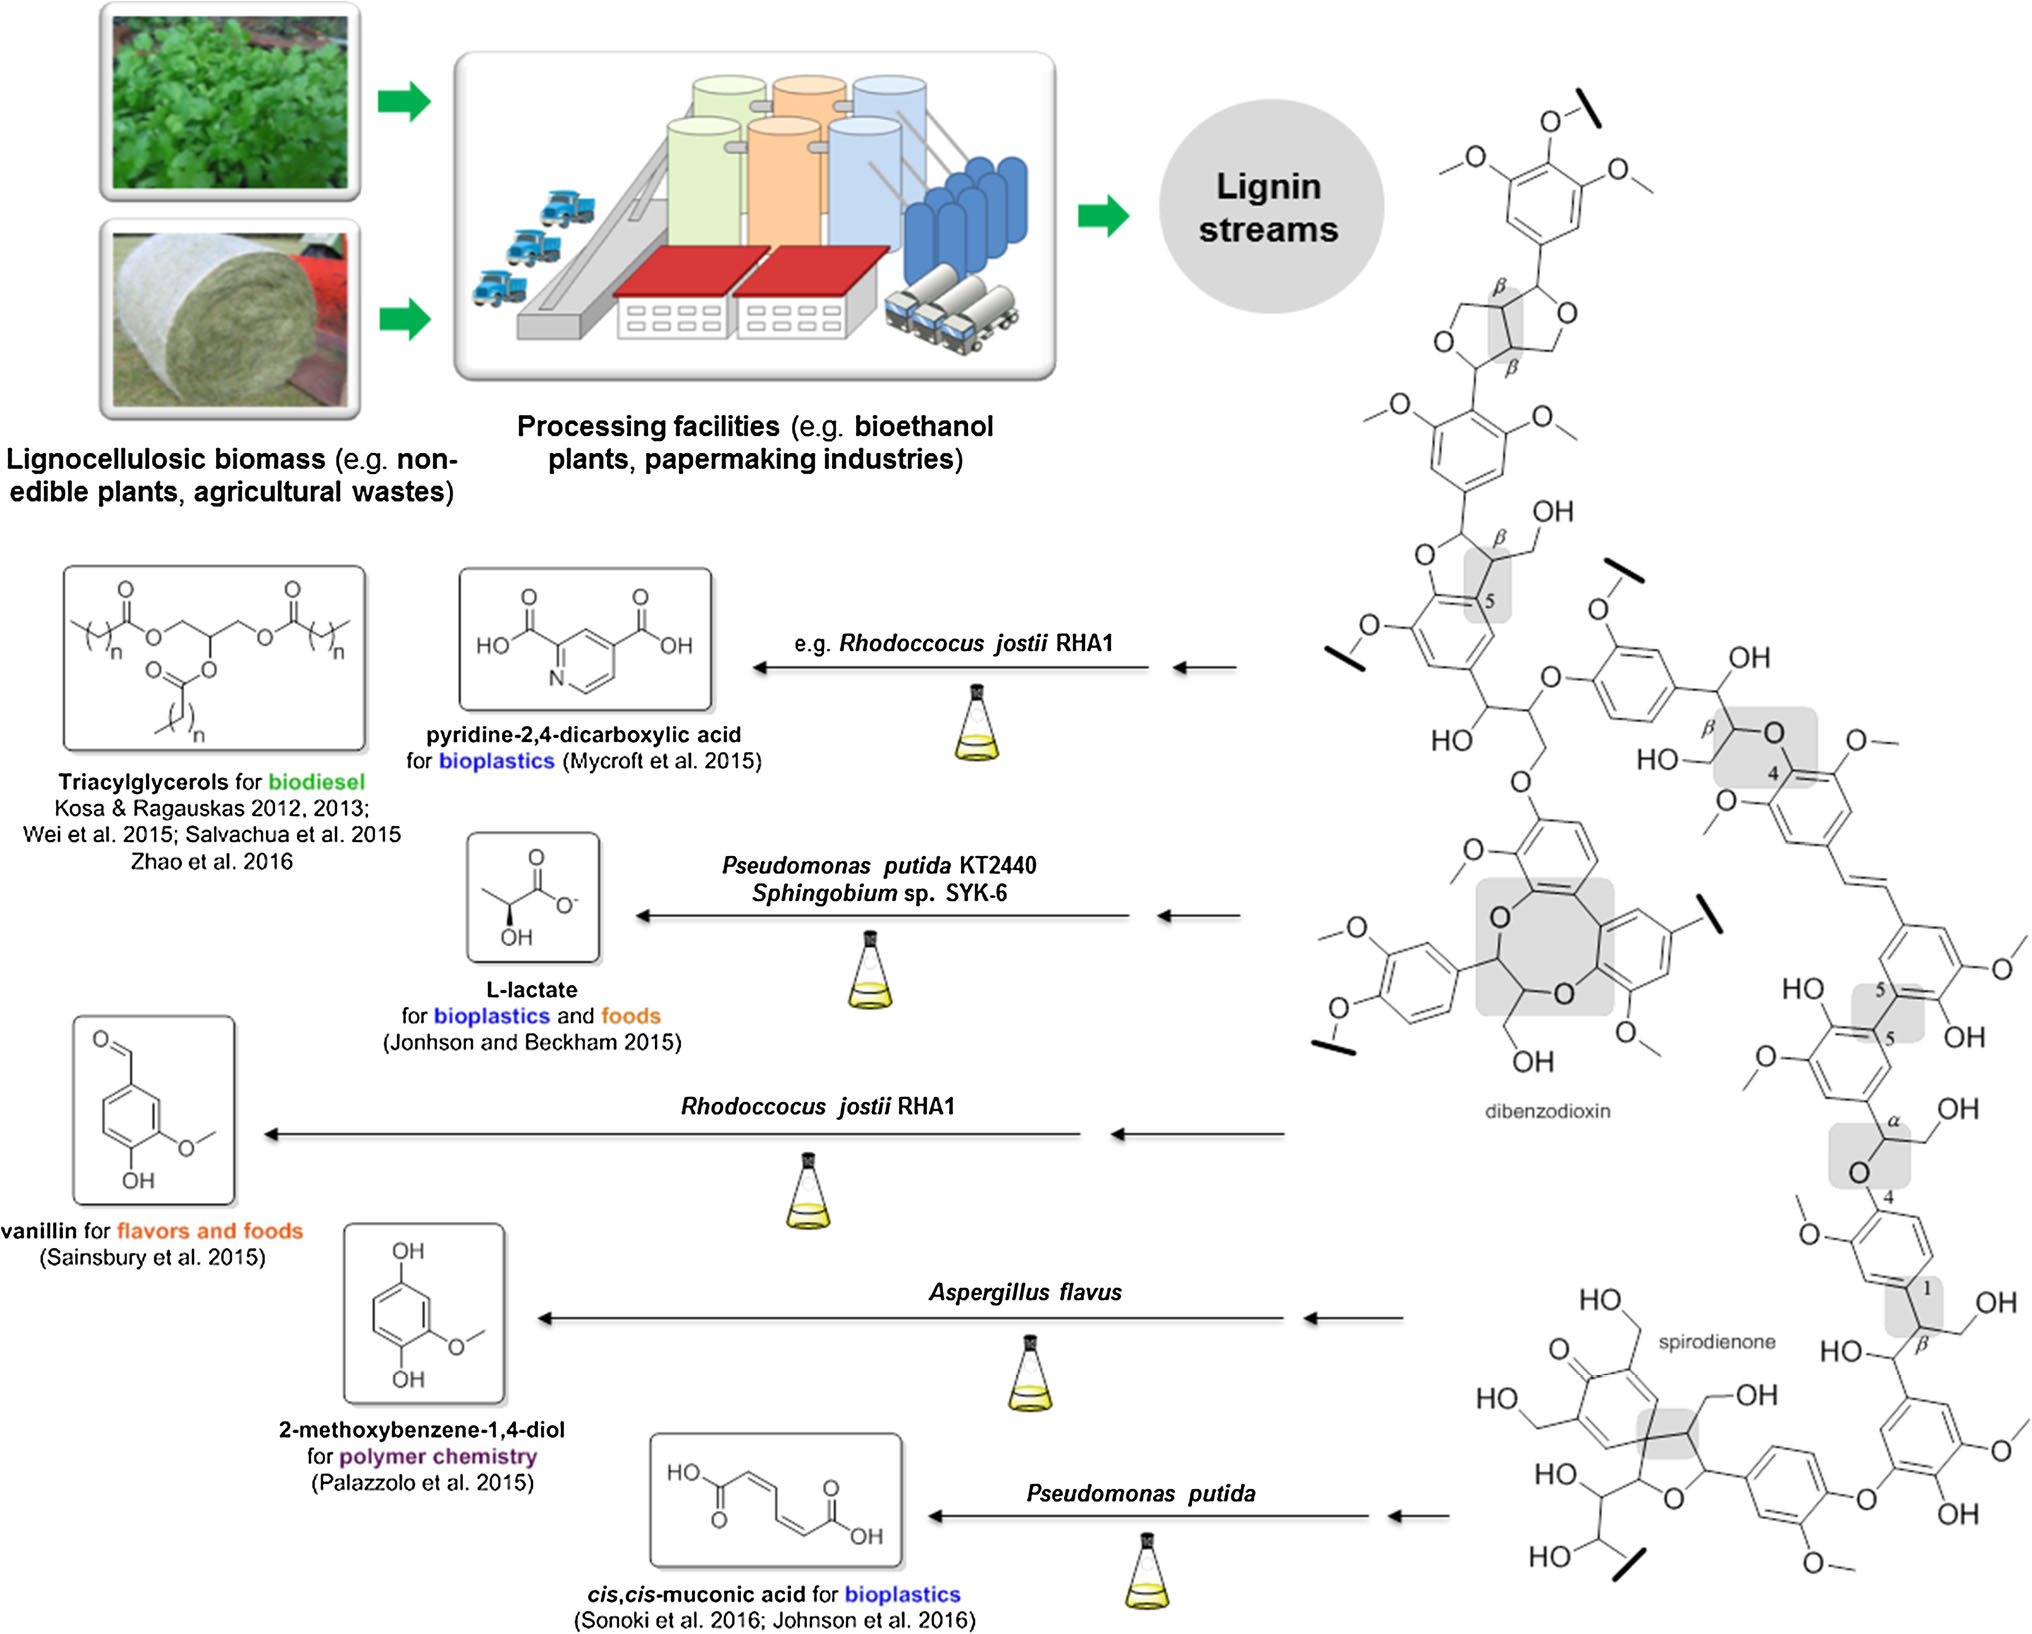 Lignin
streams
Processing facilities (e.g. bioethanol
plants, papermaking industries)
Lignocellulosic biomass (e.g. non-
edible plants, agricultural wastes)
O
O
O
n
O
O
n
O
O
n
Triacylglycerols for biodiesel
Kosa & Ragauskas 2012, 2013;
Wei et al. 2015; Salvachua et al. 2015
Zhao et al. 2016
O
O
HO
OH
N
pyridine-2,4-dicarboxylic acid
for bioplastics (Mycroft et al. 2015)
e.g. Rhodoccocus jostii RHA1
O
O-
OH
L-lactate
for bioplastics and foods
(Jonhson and Beckham 2015)
Pseudomonas putida KT2440
Sphingobium sp. SYK-6
O
O
OH
vanillin for flavors and foods
(Sainsbury et al. 2015)
Rhodoccocus jostii RHA1
OH
O
OH
2-methoxybenzene-1,4-diol
for polymer chemistry
(Palazzolo et al. 2015)
Aspergillus flavus
HO
O
O
OH
cis,cis-muconic acid for bioplastics
(Sonoki et al. 2016; Johnson et al. 2016)
Pseudomonas putida
O
O
O
β
O
O
β
O
O
OH
β
O
5
O
O
O
OH
HO
β
O
O
HO
4
O
O
O
O
O
O
O
O
O
OH
dibenzodioxin
O
HO
5
OH
5
O
α
OH
O
4
O
1
OH
β
HO
HO
spirodienone
O
HO
OH
O
HO
O
O
OH
HO
O